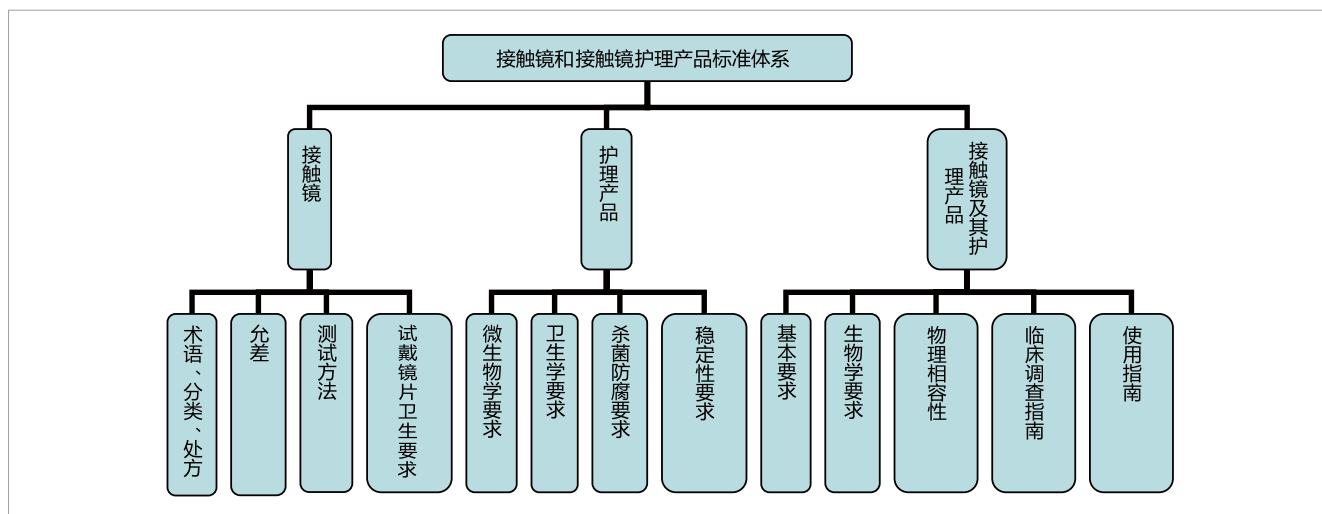 接触镜和接触镜护理产品标准体系
接触镜
护理产品
接触镜及其护
理产品
术语、分类、处方
允差
测试方法
试戴镜片卫生要求
微生物学要求
卫生学要求
杀菌防腐要求
稳定性要求
基本要求
生物学要求
物理相容性
临床调查指南
使用指南